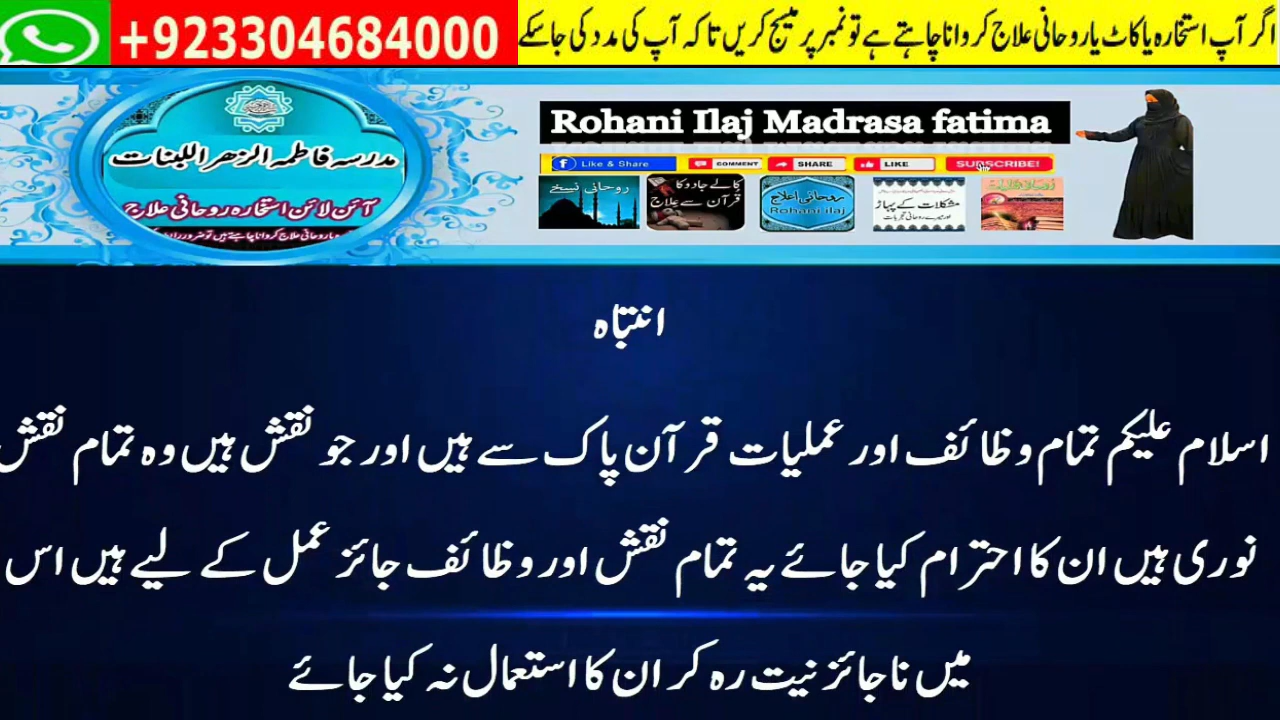 +923304684000
اگر آپ استخارہ یا کاٹ یا روحانی علاج کروانا چاہتے ہے تو نمبر پر میسج کریں تاکہ آپ کی مدد کی جاسکے
مدرسہ فاطمہ الزھرا للبنات
آئن لائن استخارہ روحانی علاج
Rohani Ilaj Madrasa fatima
Like & Share
COMMENT
SHARE
LIKE
SUBSCRIBE!
روحانی نسخے
کالے جادو کا
قرآن سے علاج
روحانی علاج
Rohani Ilaj
مشکلات کے پہاڑ
انتباہ
اسلام علیکم تمام وظائف اور عملیات قرآن پاک سے ہیں اور جو نقش ہیں وہ تمام نقش
نوری ہیں ان کا احترام کیا جائے یہ تمام نقش اور وظائف جائز عمل کے لیے ہیں اس
میں ناجائز نیت رہ کر ان کا استعمال نہ کیا جائے